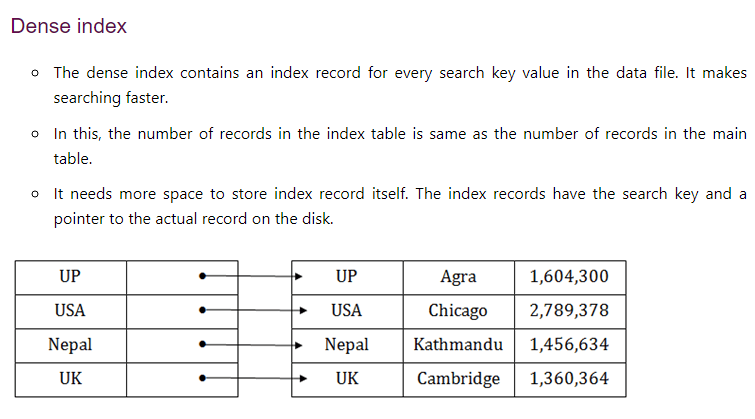 Dense index
The dense index contains an index record for every search key value in the data file. It makes
searching faster.
In this, the number of records in the index table is same as the number of records in the main
table.
It needs more space to store index record itself. The index records have the search key and a
pointer to the actual record on the disk.
UP UP Agra 1,604,300
USA USA Chicago 2,789,378
Nepal Nepal Kathmandu 1,456,634
UK UK Cambridge 1,360,364